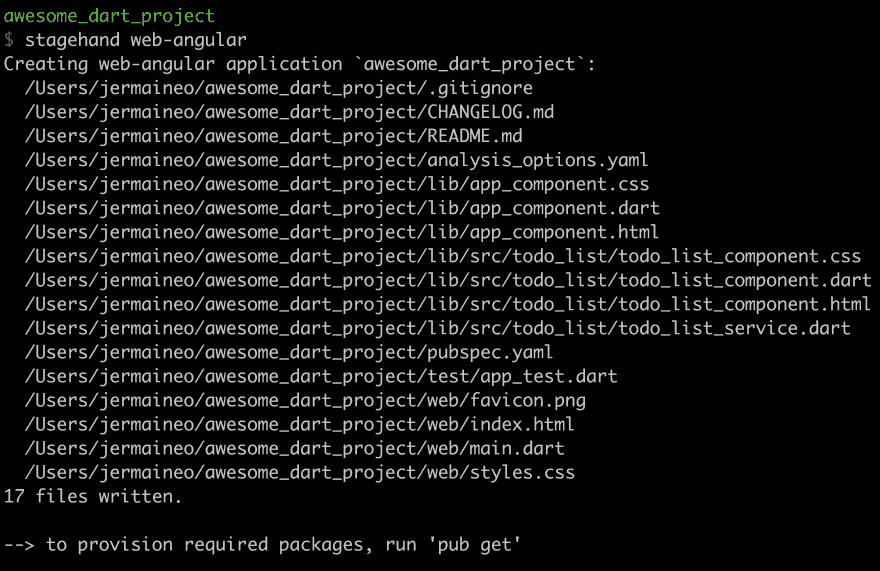 awesome_dart_project
$ stagehand web-angular
Creating web-angular application `awesome_dart_project`:
  /Users/jermaineo/awesome_dart_project/.gitignore
  /Users/jermaineo/awesome_dart_project/CHANGELOG.md
  /Users/jermaineo/awesome_dart_project/README.md
  /Users/jermaineo/awesome_dart_project/analysis_options.yaml
  /Users/jermaineo/awesome_dart_project/lib/app_component.css
  /Users/jermaineo/awesome_dart_project/lib/app_component.dart
  /Users/jermaineo/awesome_dart_project/lib/app_component.html
  /Users/jermaineo/awesome_dart_project/lib/src/todo_list/todo_list_component.css
  /Users/jermaineo/awesome_dart_project/lib/src/todo_list/todo_list_component.dart
  /Users/jermaineo/awesome_dart_project/lib/src/todo_list/todo_list_component.html
  /Users/jermaineo/awesome_dart_project/lib/src/todo_list/todo_list_service.dart
  /Users/jermaineo/awesome_dart_project/pubspec.yaml
  /Users/jermaineo/awesome_dart_project/test/app_test.dart
  /Users/jermaineo/awesome_dart_project/web/favicon.png
  /Users/jermaineo/awesome_dart_project/web/index.html
  /Users/jermaineo/awesome_dart_project/web/main.dart
  /Users/jermaineo/awesome_dart_project/web/styles.css
17 files written.

--> to provision required packages, run 'pub get'